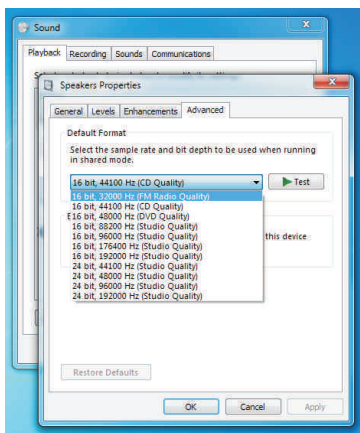 Sound
Playback Recording Sounds Communications
Speakers Properties
General Levels Enhancements Advanced
Default Format
Select the sample rate and bit depth to be used when running
in shared mode.
16 bit, 44100 Hz (CD Quality)
Test
16 bit, 32000 Hz (FM Radio Quality)
16 bit, 44100 Hz (CD Quality)
16 bit, 48000 Hz (DVD Quality)
16 bit, 88200 Hz (Studio Quality)
16 bit, 96000 Hz (Studio Quality)
this device
16 bit, 176400 Hz (Studio Quality)
16 bit, 192000 Hz (Studio Quality)
24 bit, 44100 Hz (Studio Quality)
24 bit, 48000 Hz (Studio Quality)
24 bit, 96000 Hz (Studio Quality)
24 bit, 192000 Hz (Studio Quality)
Restore Defaults
OK Cancel Apply